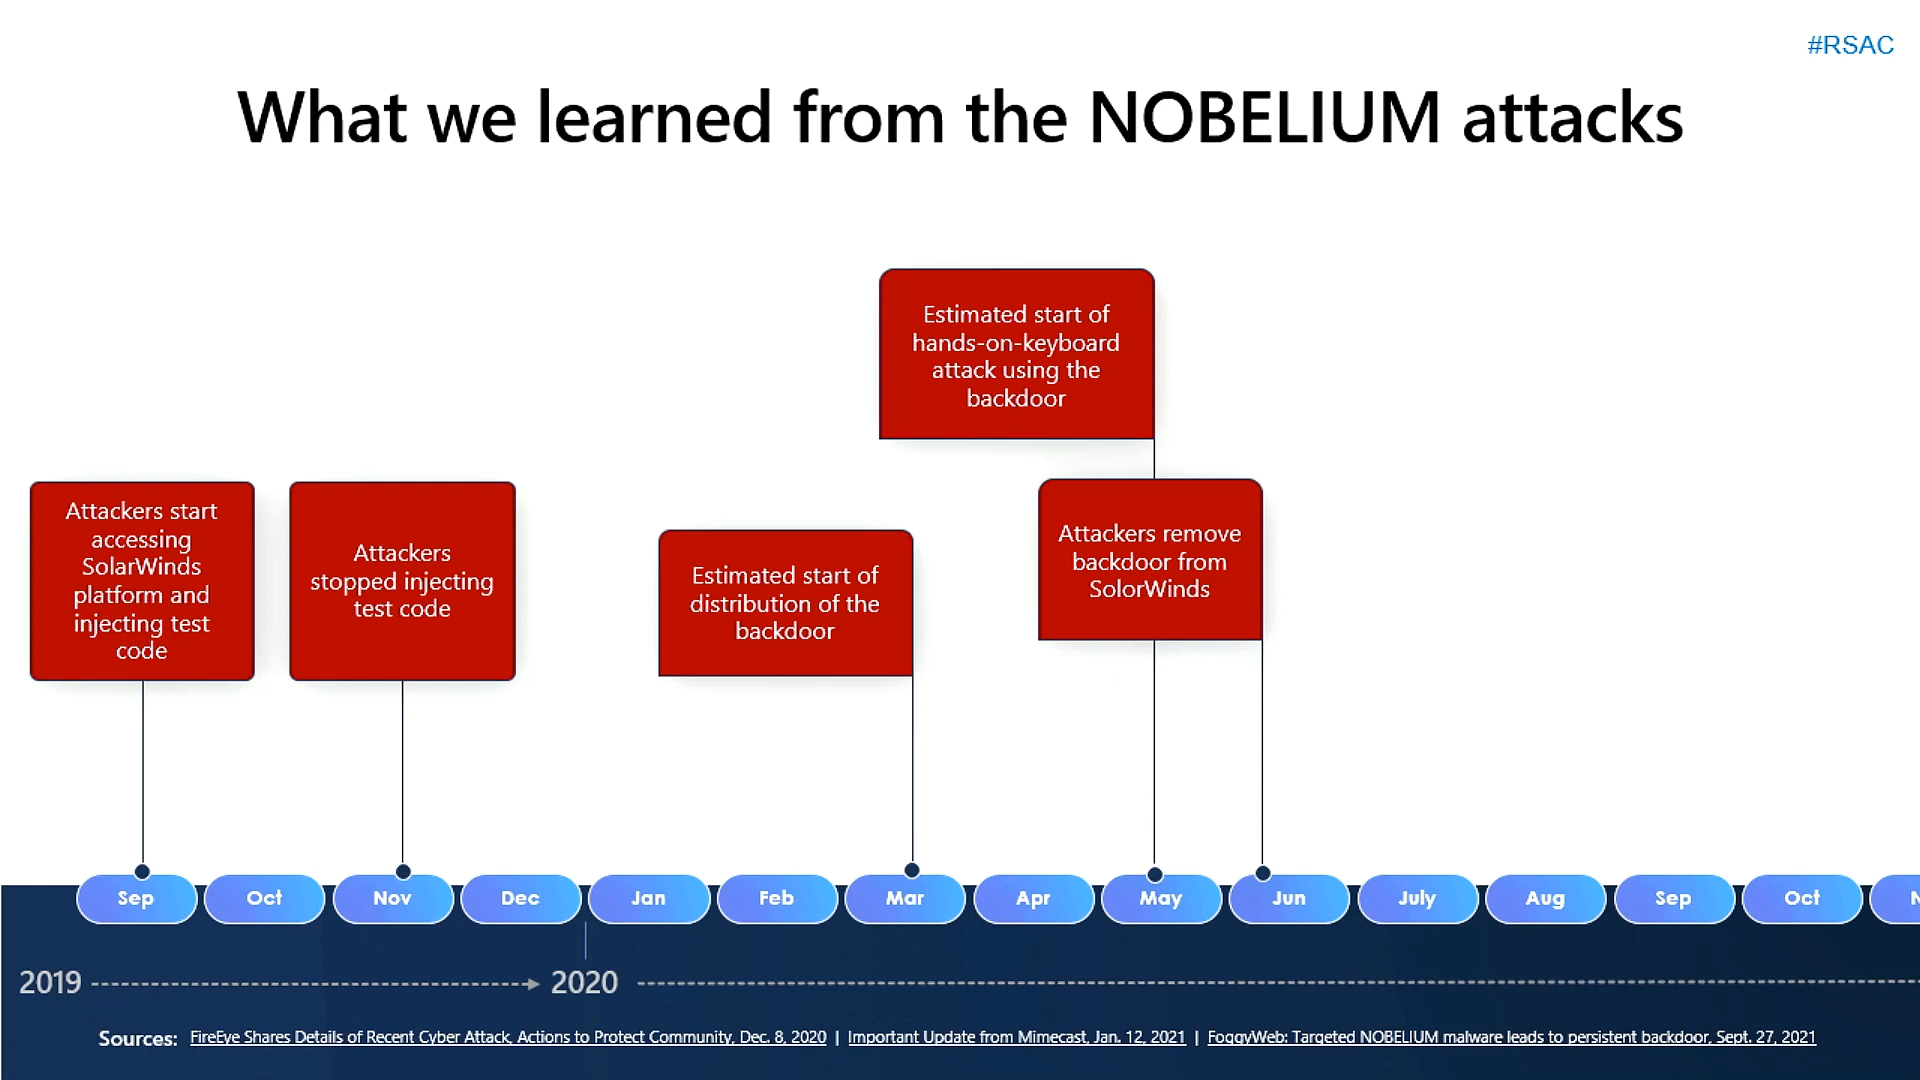 #RSAC
What we learned from the NOBELIUM attacks
Estimated start of
hands-on-keyboard
attack using the
backdoor
Attackers start
accessing
SolarWinds
platform and
injecting test
code
Attackers
stopped injecting
test code
Estimated start of
distribution of the
backdoor
Attackers remove
backdoor from
SolorWinds
Sep Oct Nov Dec Jan Feb Mar Apr May Jun July Aug Sep Oct N
2019 2020
Sources: FireEye Shares Details of Recent Cyber Attack, Actions to Protect Community, Dec. 8, 2020 | Important Update from Mimecast, Jan. 12, 2021 | FoggyWeb: Targeted NOBELIUM malware leads to persistent backdoor, Sept. 27, 2021